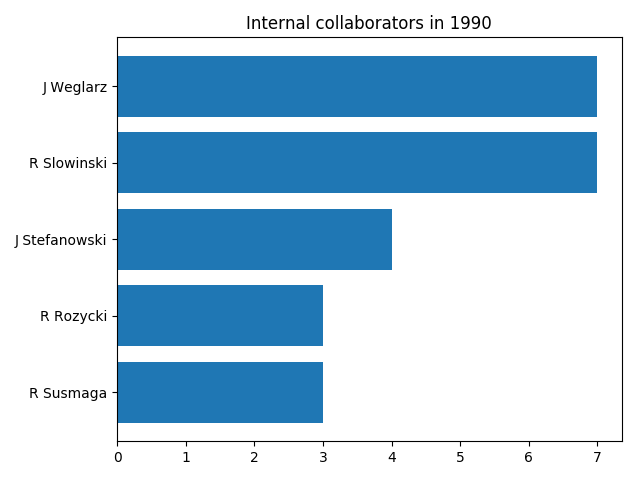 Internal collaborators in 1990
J Weglarz
R Slowinski
J Stefanowski
R Rozycki
R Susmaga
0 1 2 3 4 5 6 7